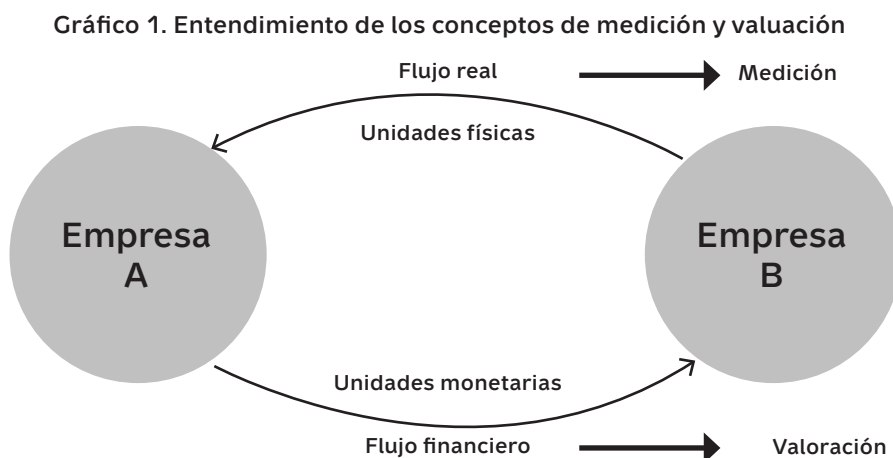 Gráfico 1. Entendimiento de los conceptos de medición y valuación
Flujo real
Medición
Unidades físicas
Empresa
A
Empresa
B
Unidades monetarias
Flujo financiero
Valoración